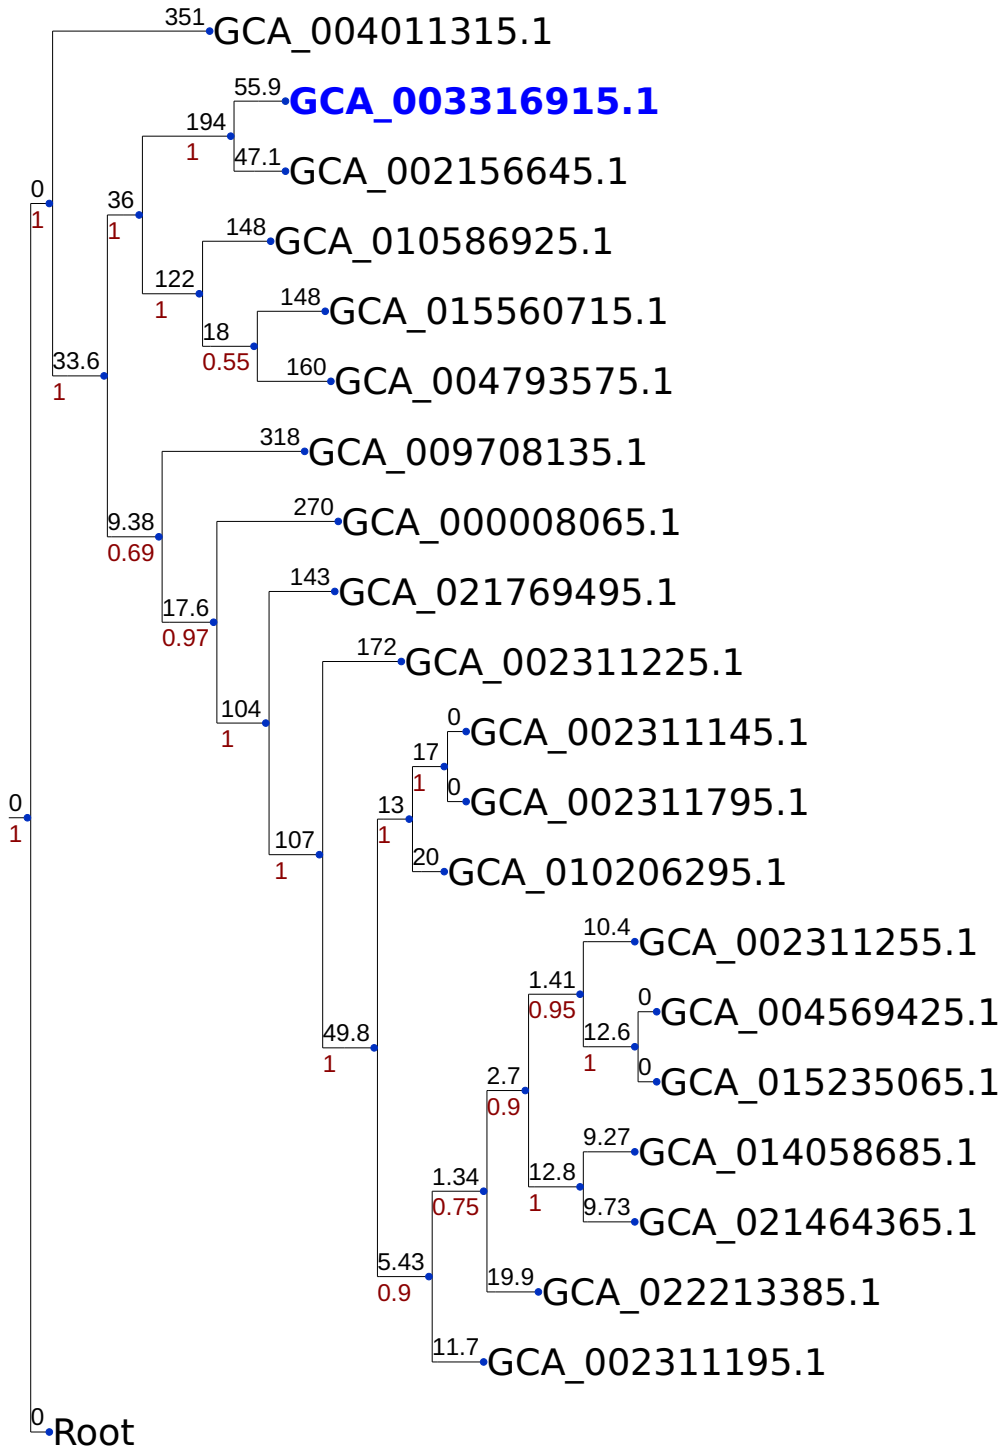 351
GCA_004011315.1
55.9
GCA_003316915.1
194
1
47.1
GCA_002156645.1
0
1
36
1
148
GCA_010586925.1
122
1
148
GCA_015560715.1
18
0.55
33.6
1
160
GCA_004793575.1
318
GCA_009708135.1
9.38
0.69
270
GCA_000008065.1
143
GCA_021769495.1
17.6
0.97
172
GCA_002311225.1
104
1
0
GCA_002311145.1
17
1
0
GCA_002311795.1
0
1
13
1
107
1
20
GCA_010206295.1
10.4
GCA_002311255.1
1.41
0.95
0
GCA_004569425.1
49.8
1
12.6
1
0
GCA_015235065.1
2.7
0.9
9.27
GCA_014058685.1
1.34
0.75
12.8
1
9.73
GCA_021464365.1
5.43
0.9
19.9
GCA_022213385.1
11.7
GCA_002311195.1
0
Root